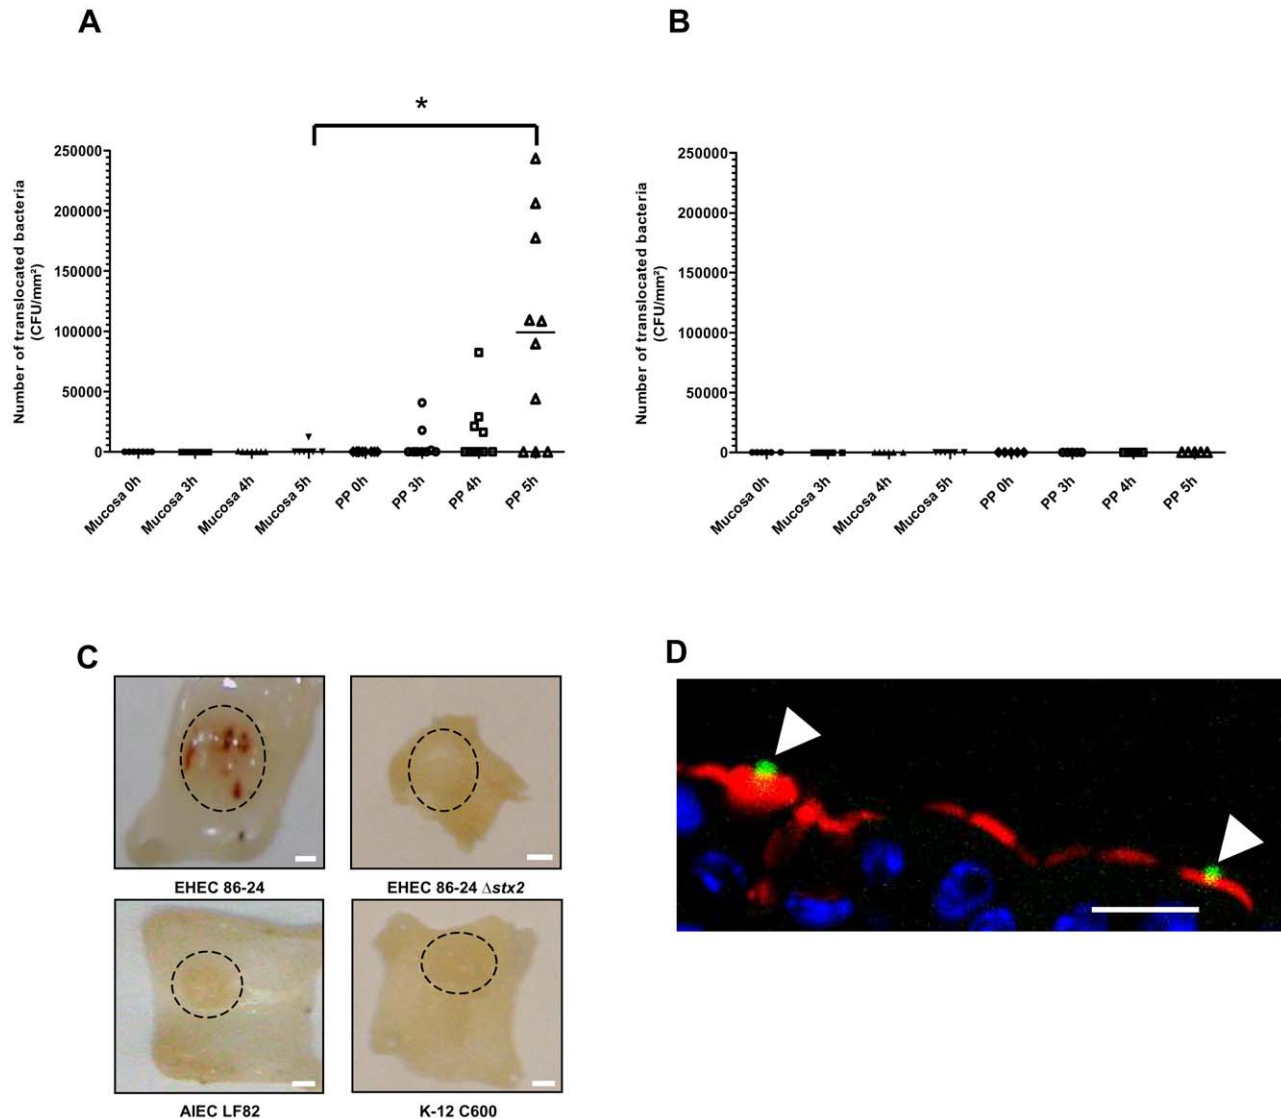 A
B
*
Number of translocated bacteria
(CFU/mm²)
250000
200000
150000
100000
50000
0
Mucosa 0h
Mucosa 3h
Mucosa 4h
Mucosa 5h
PP 0h
PP 3h
PP 4h
PP 5h
Number of translocated bacteria
(CFU/mm²)
250000
200000
150000
100000
50000
0
Mucosa 0h
Mucosa 3h
Mucosa 4h
Mucosa 5h
PP 0h
PP 3h
PP 4h
PP 5h
C
D
EHEC 86-24
EHEC 86-24 Δstx2
AIEC LF82
K-12 C600